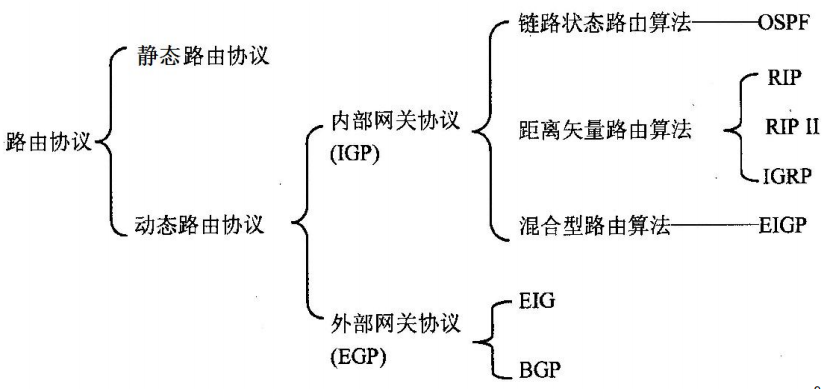 路由协议
静态路由协议
动态路由协议
内部网关协议
(IGP)
外部网关协议
(EGP)
链路状态路由算法
OSPF
距离矢量路由算法
RIP
RIP II
IGRP
混合型路由算法
EIGP
EIG
BGP